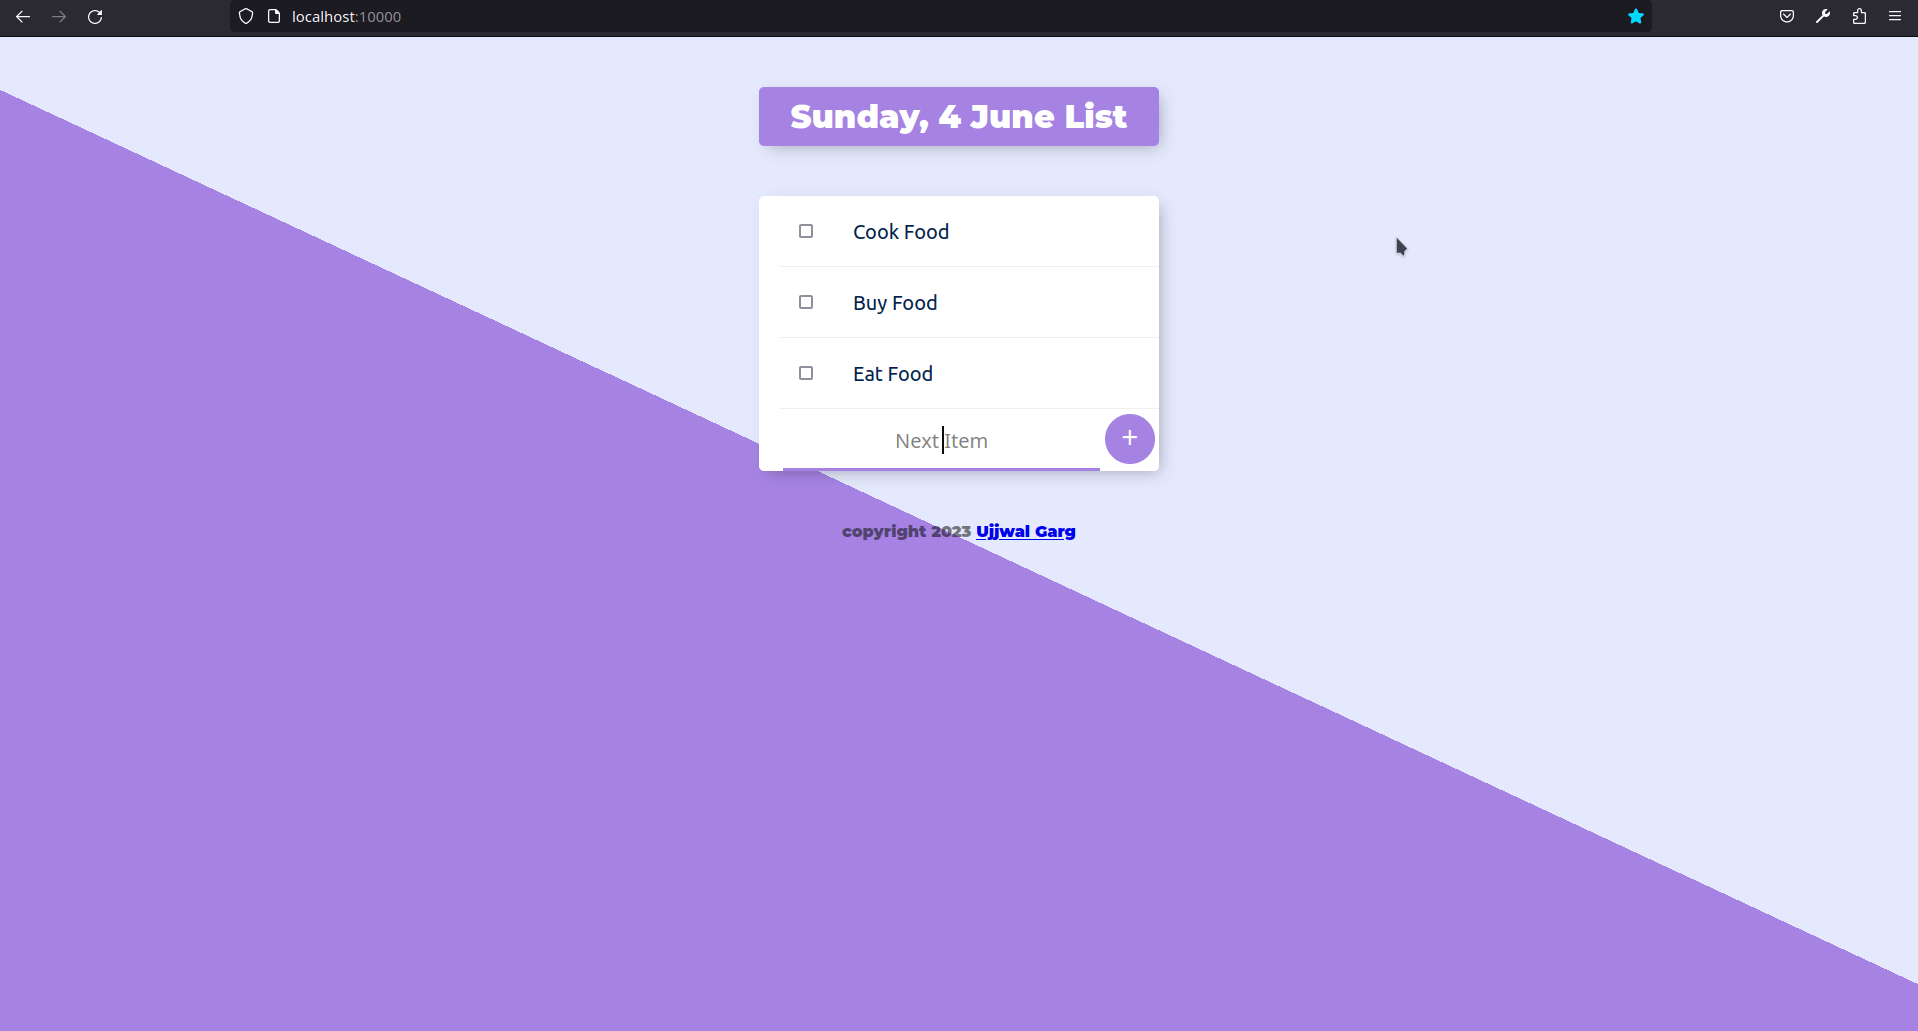 localhost:10000
Sunday, 4 June List
Cook Food
Buy Food
Eat Food
Next Item
+
copyright 2023 Ujjwal Garg